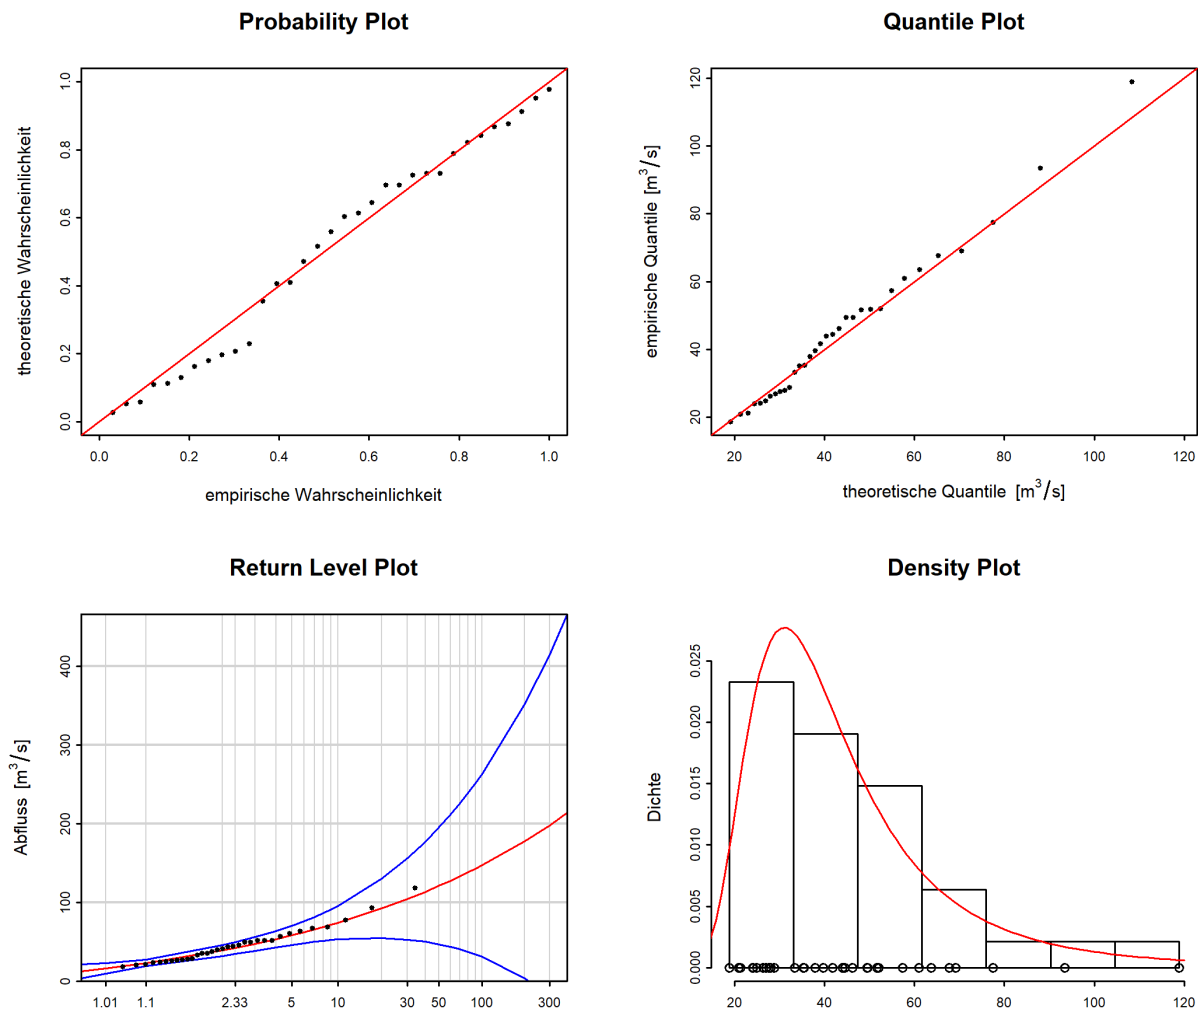 Probability Plot
theoretische Wahrscheinlichkeit
0.0 0.2 0.4 0.6 0.8 1.0
0.0 0.2 0.4 0.6 0.8 1.0
empirische Wahrscheinlichkeit
Quantile Plot
empirische Quantile [m³/s]
20 40 60 80 100 120
20 40 60 80 100 120
theoretische Quantile [m³/s]
Return Level Plot
Abfluss [m³/s]
0 100 200 300 400
1.01 1.1 2.33 5 10 30 50 100 300
Density Plot
Dichte
0.000 0.005 0.010 0.015 0.020 0.025
20 40 60 80 100 120